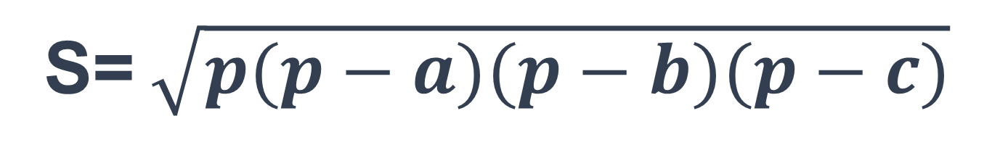 S= √p(p − a)(p − b)(p − c)